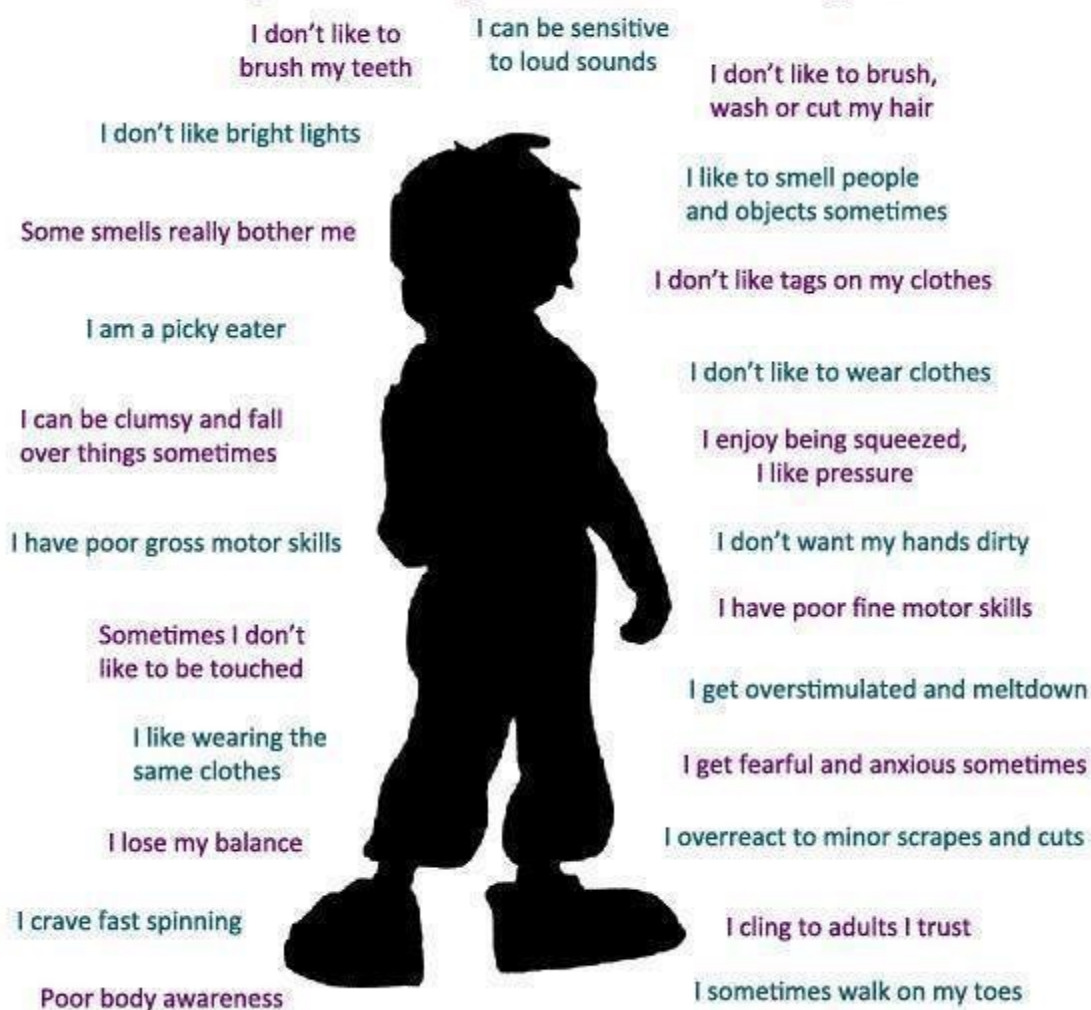 I don't like to
brush my teeth
I can be sensitive
to loud sounds
I don't like to brush,
wash or cut my hair
I don't like bright lights
I like to smell people
and objects sometimes
Some smells really bother me
I don't like tags on my clothes
I am a picky eater
I don't like to wear clothes
I can be clumsy and fall
over things sometimes
I enjoy being squeezed,
I like pressure
I have poor gross motor skills
I don't want my hands dirty
I have poor fine motor skills
Sometimes I don't
like to be touched
I get overstimulated and meltdown
I like wearing the
same clothes
I get fearful and anxious sometimes
I lose my balance
I overreact to minor scrapes and cuts
I crave fast spinning
I cling to adults I trust
Poor body awareness
I sometimes walk on my toes